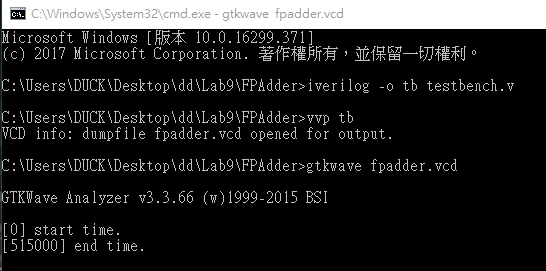 C:\Windows\System32\cmd.exe - gtkwave fpadder.vcd
Microsoft Windows [版本 10.0.16299.371]
(c) 2017 Microsoft Corporation. 著作權所有，並保留一切權利。
C:\Users\DUCK\Desktop\dd\Lab9\FPAdder>iverilog -o tb testbench.v
C:\Users\DUCK\Desktop\dd\Lab9\FPAdder>vvp tb
VCD info: dumpfile fpadder.vcd opened for output.
C:\Users\DUCK\Desktop\dd\Lab9\FPAdder>gtkwave fpadder.vcd
GTKWave Analyzer v3.3.66 (w)1999-2015 BSI
[0] start time.
[515000] end time.